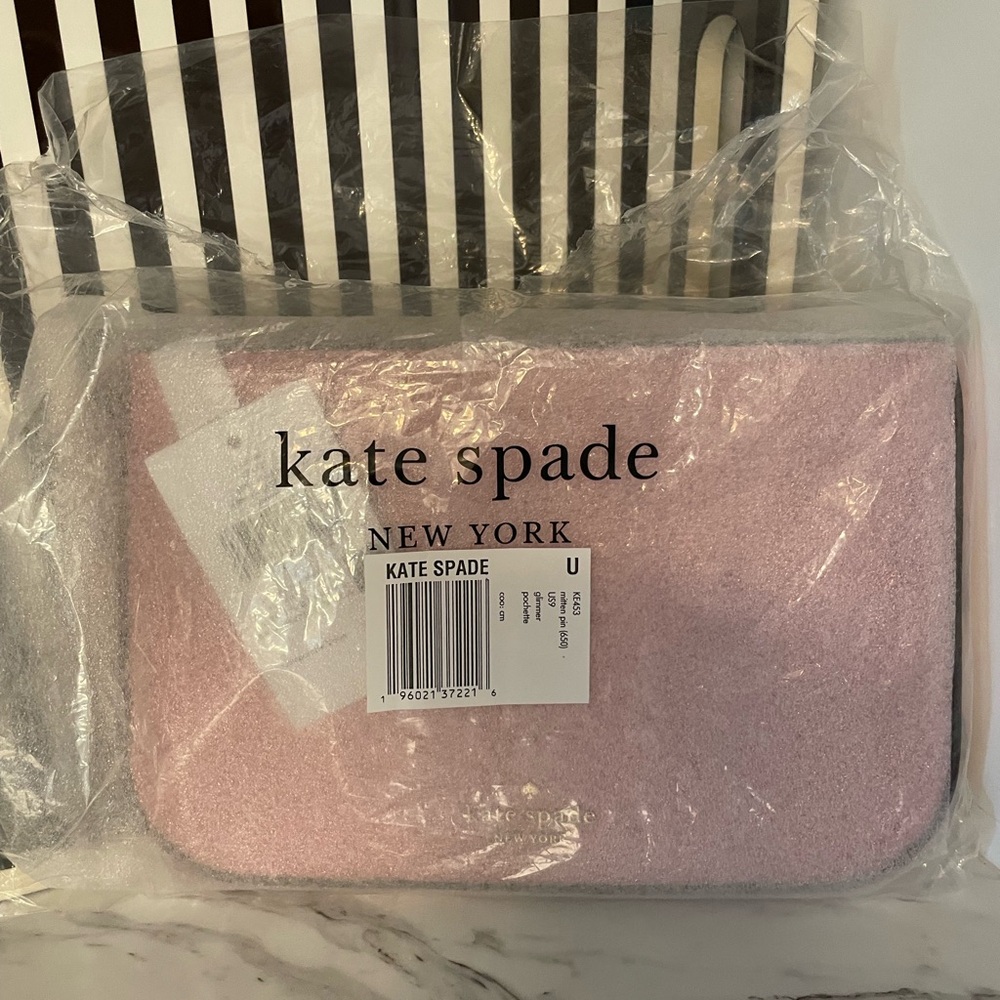 kate spade
NEW YORK
KATE SPADE
U
KE453
mitten pin (650)
US9
glimmer
pochette
coo: cm
1 96021 37221 6
kate spade
NEW YORK